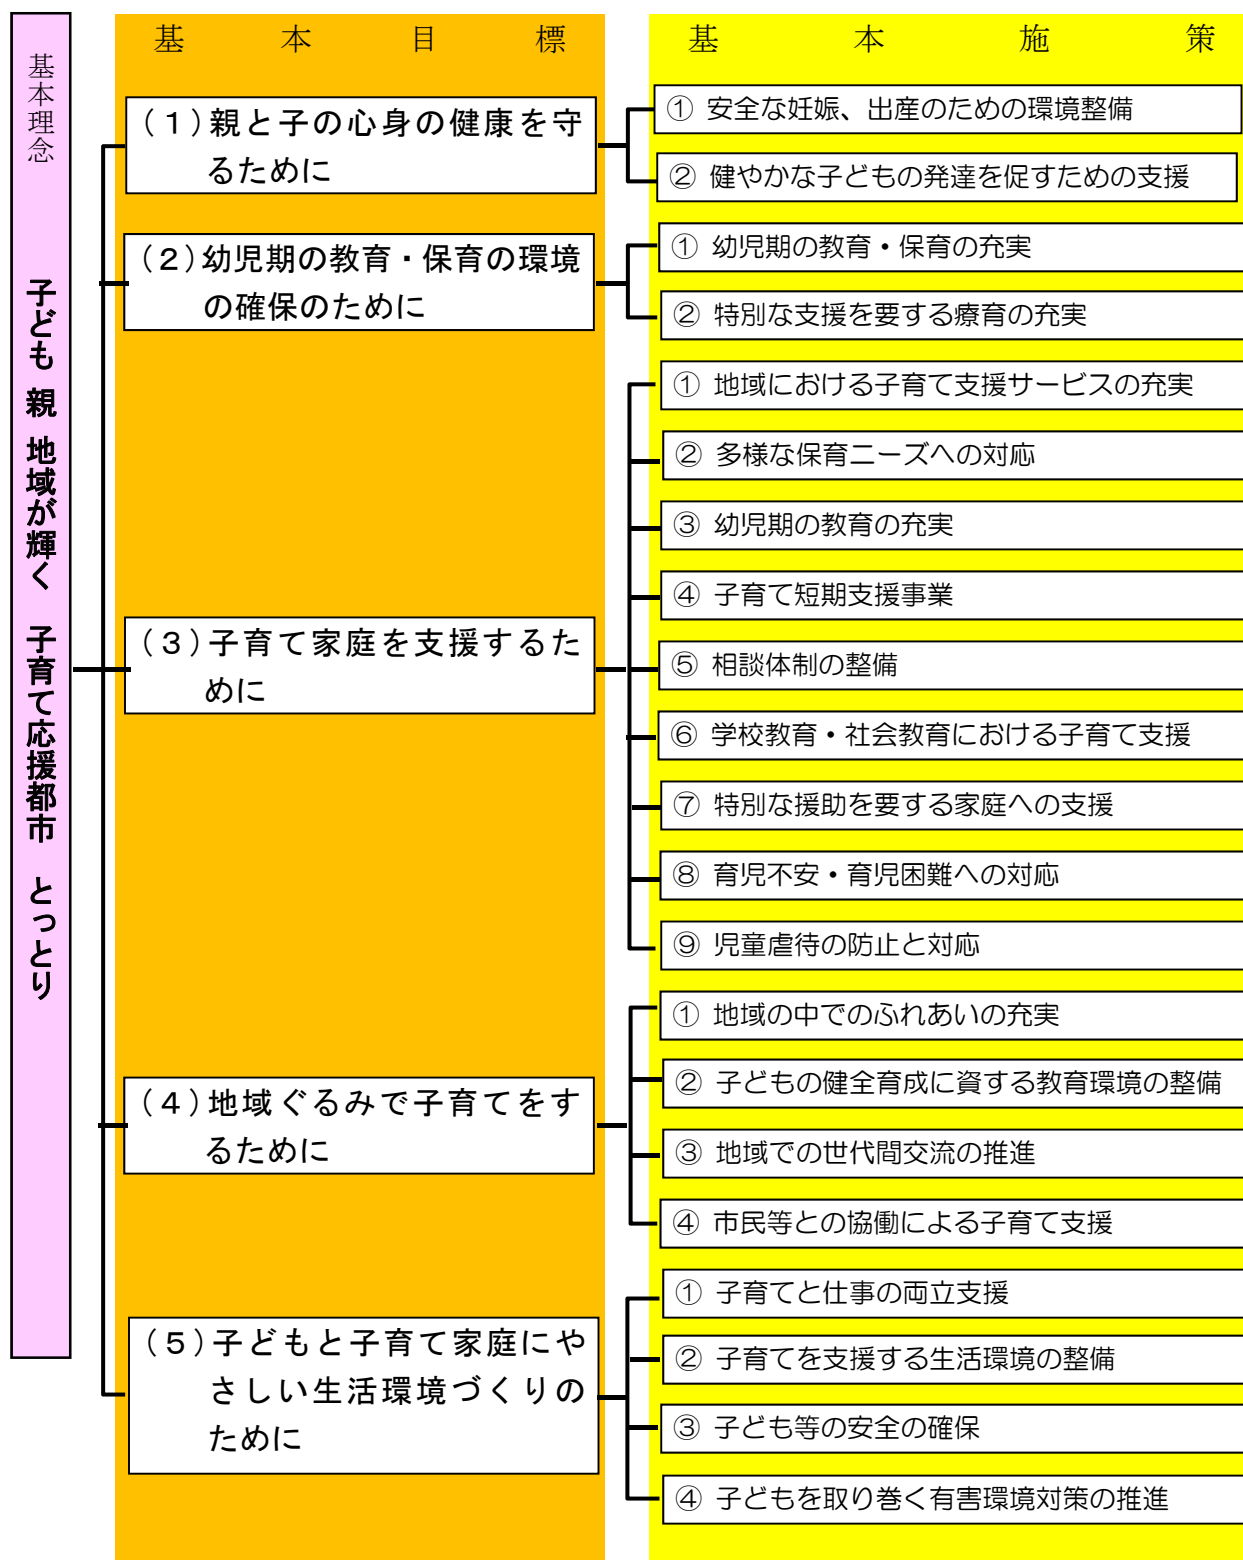 基本理念
子ども 親 地域が輝く 子育て応援都市 とっとり
基本目標
(1)親と子の心身の健康を守
るために
(2)幼児期の教育・保育の環境
の確保のために
(3)子育て家庭を支援するた
めに
(4)地域ぐるみで子育てをす
るために
(5)子どもと子育て家庭にや
さしい生活環境づくりの
ために
基本施策
① 安全な妊娠、出産のための環境整備
② 健やかな子どもの発達を促すための支援
① 幼児期の教育・保育の充実
② 特別な支援を要する療育の充実
① 地域における子育て支援サービスの充実
② 多様な保育ニーズへの対応
③ 幼児期の教育の充実
④ 子育て短期支援事業
⑤ 相談体制の整備
⑥ 学校教育・社会教育における子育て支援
⑦ 特別な援助を要する家庭への支援
⑧ 育児不安・育児困難への対応
⑨ 児童虐待の防止と対応
① 地域の中でのふれあいの充実
② 子どもの健全育成に資する教育環境の整備
③ 地域での世代間交流の推進
④ 市民等との協働による子育て支援
① 子育てと仕事の両立支援
② 子育てを支援する生活環境の整備
③ 子ども等の安全の確保
④ 子どもを取り巻く有害環境対策の推進